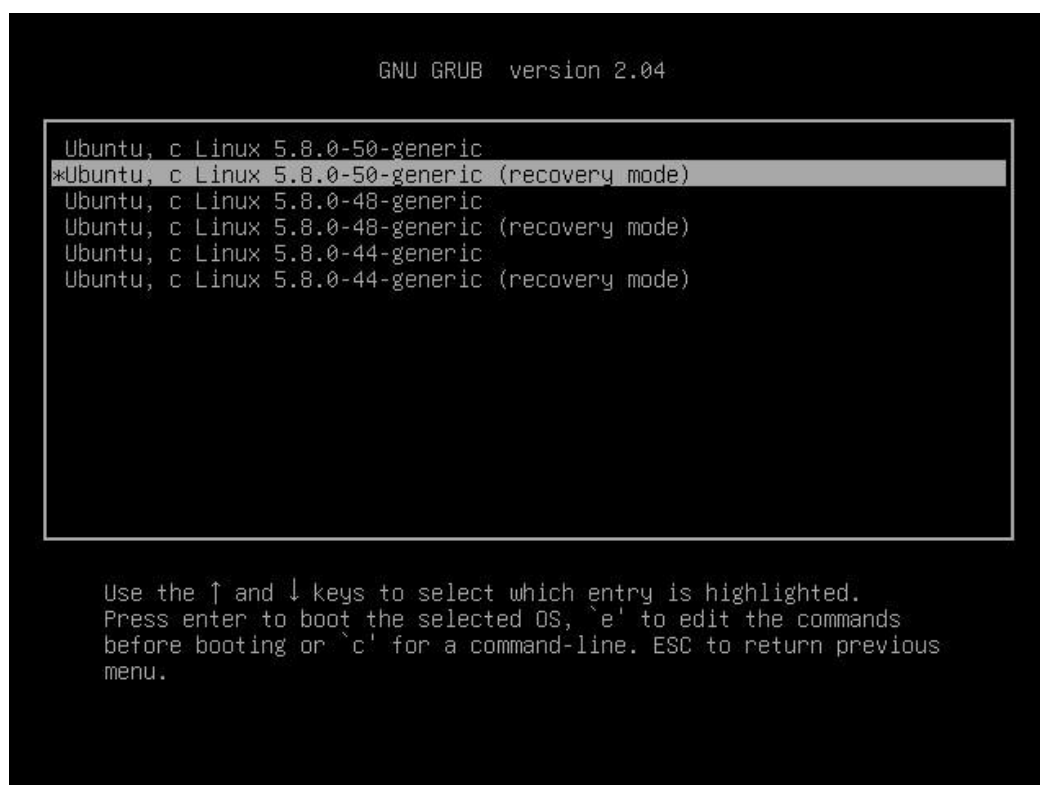 GNU GRUB version 2.04
Ubuntu, с Linux 5.8.0-50-generic
*Ubuntu, с Linux 5.8.0-50-generic (recovery mode)
Ubuntu, с Linux 5.8.0-48-generic
Ubuntu, с Linux 5.8.0-48-generic (recovery mode)
Ubuntu, с Linux 5.8.0-44-generic
Ubuntu, с Linux 5.8.0-44-generic (recovery mode)
Use the ↑ and ↓ keys to select which entry is highlighted.
Press enter to boot the selected OS, `e' to edit the commands
before booting or `c' for a command-line. ESC to return previous
menu.